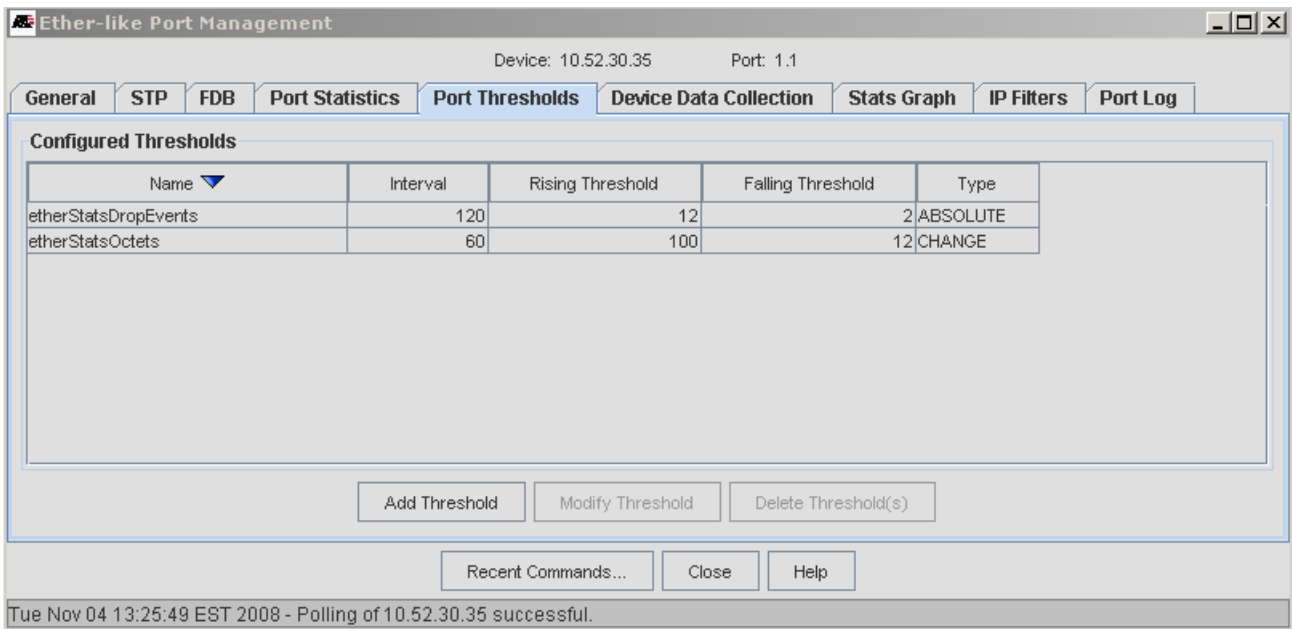 Ether-like Port Management
Device: 10.52.30.35 Port: 1.1
General STP FDB Port Statistics Port Thresholds Device Data Collection Stats Graph IP Filters Port Log
Configured Thresholds
Name Interval Rising Threshold Falling Threshold Type
etherStatsDropEvents 120 12 2 ABSOLUTE
etherStatsOctets 60 100 12 CHANGE
Add Threshold Modify Threshold Delete Threshold(s)
Recent Commands... Close Help
Tue Nov 04 13:25:49 EST 2008 - Polling of 10.52.30.35 successful.